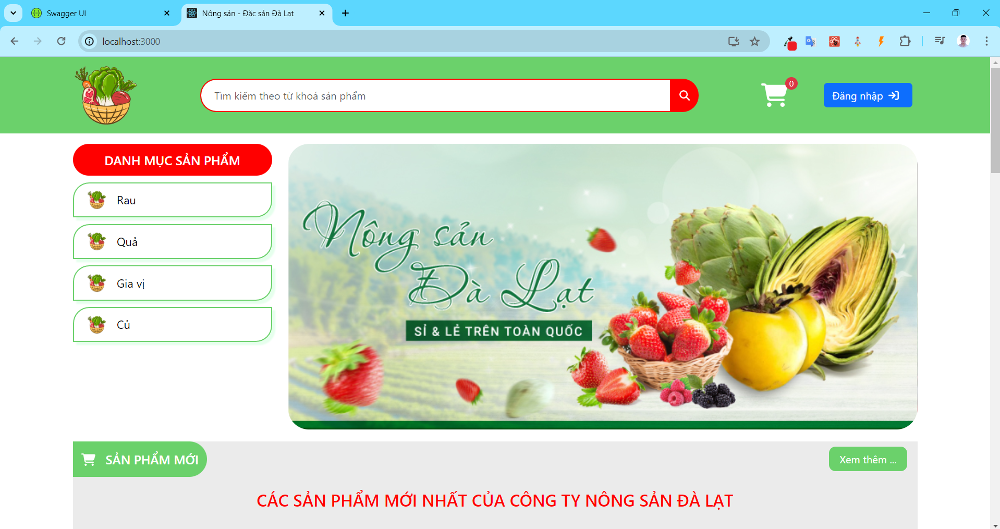 Swagger UI
Nông sản - Đặc sản Đà Lạt
localhost:3000
Tìm kiếm theo từ khoá sản phẩm
0
Đăng nhập
DANH MỤC SẢN PHẨM
Rau
Quả
Gia vị
Củ
Nông sản
Đà Lạt
SỈ & LẺ TRÊN TOÀN QUỐC
SẢN PHẨM MỚI
Xem thêm ...
CÁC SẢN PHẨM MỚI NHẤT CỦA CÔNG TY NÔNG SẢN ĐÀ LẠT